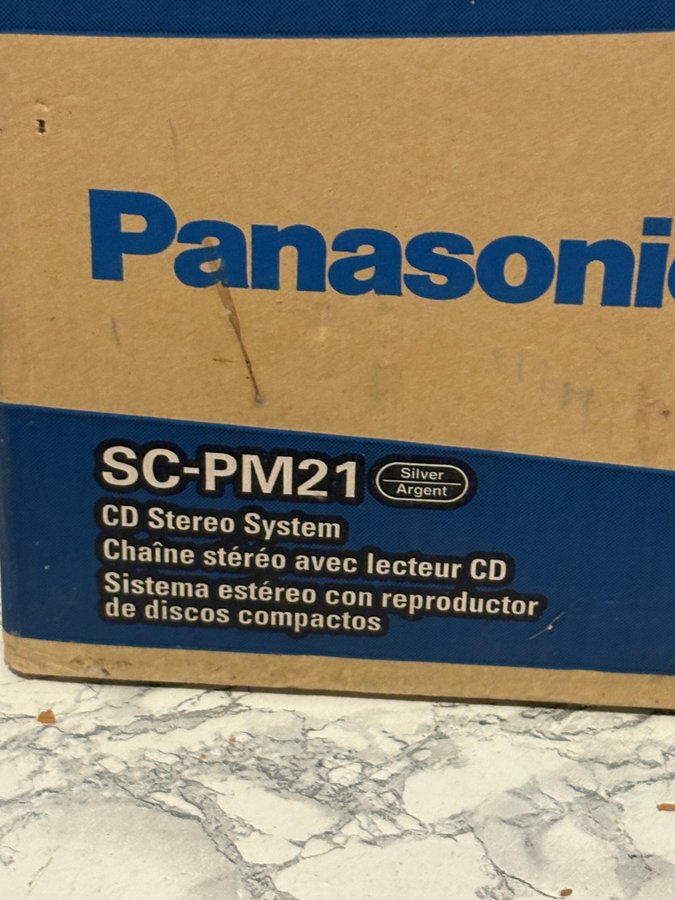 Panasonic
SC-PM21
Silver
Argent
CD Stereo System
Chaîne stéréo avec lecteur CD
Sistema estéreo con reproductor
de discos compactos